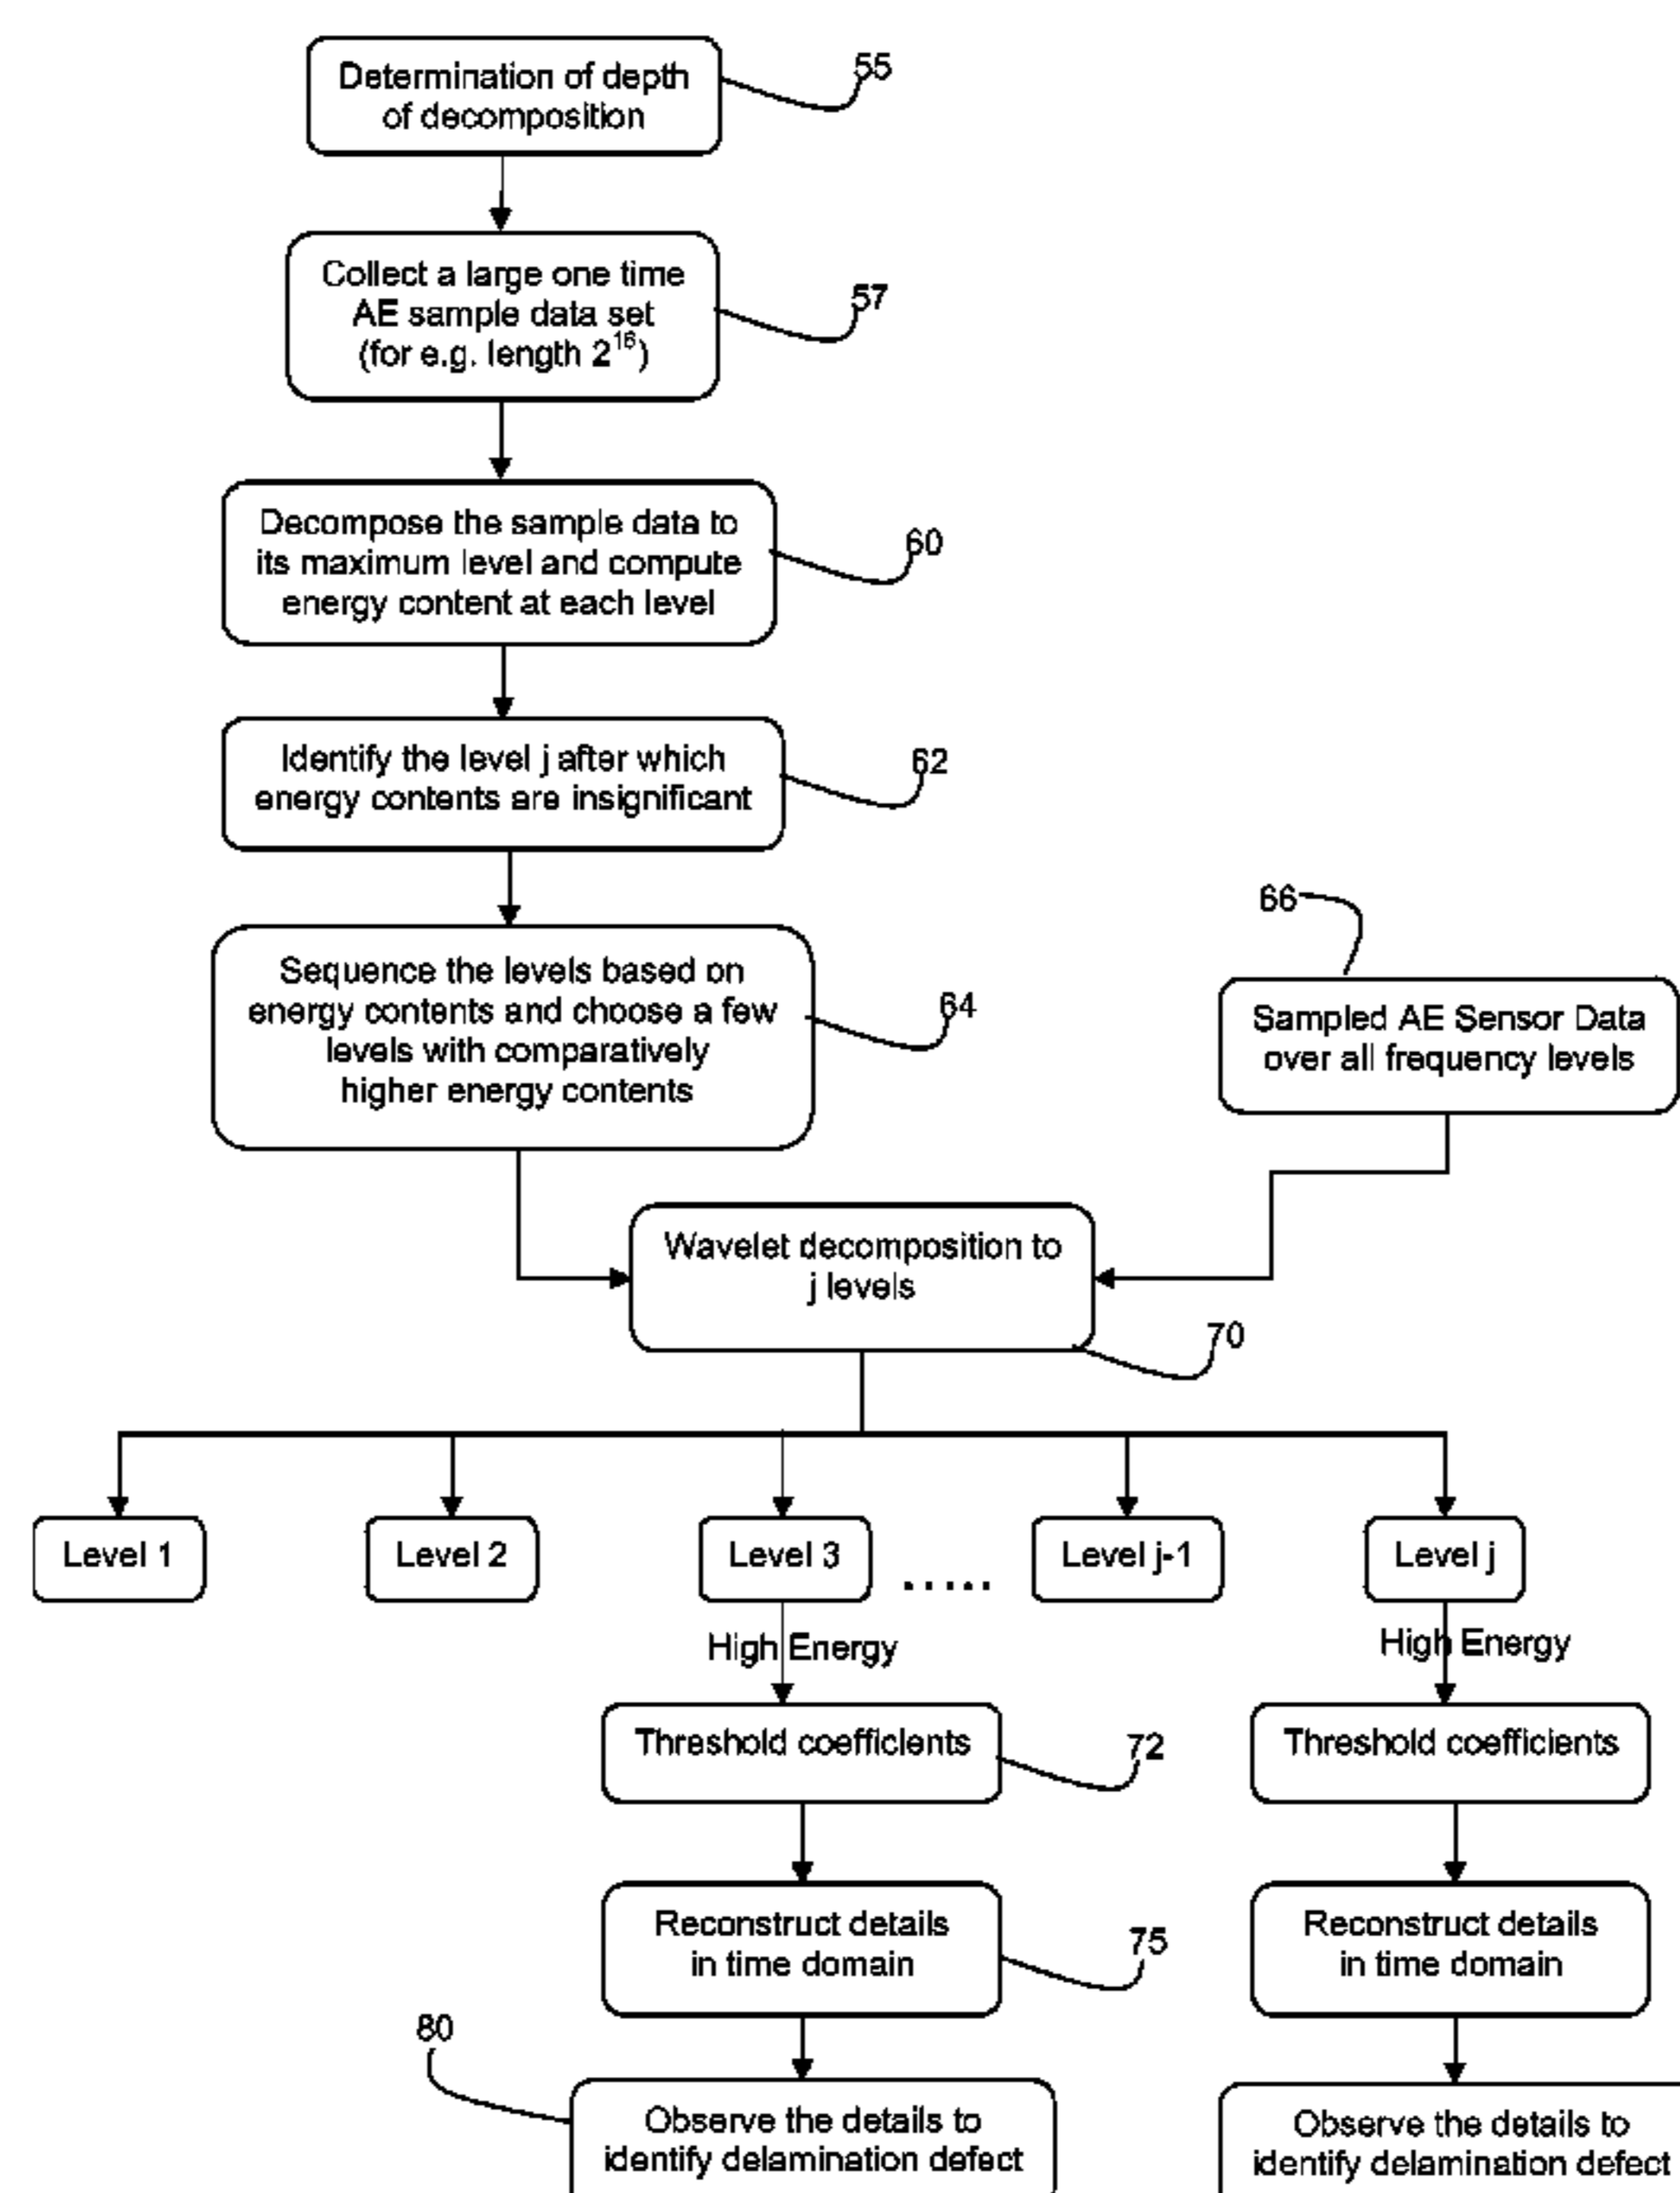 Determination of depth
of decomposition
55
Collect a large one time
AE sample data set
(for e.g. length 2^16)
57
Decompose the sample data to
its maximum level and compute
energy content at each level
60
Identify the level j after which
energy contents are insignificant
62
Sequence the levels based on
energy contents and choose a few
levels with comparatively
higher energy contents
64
66
Sampled AE Sensor Data
over all frequency levels
Wavelet decomposition to
j levels
70
Level 1
Level 2
Level 3
.....
Level j-1
Level j
High Energy
High Energy
Threshold coefficients
72
Threshold coefficients
Reconstruct details
in time domain
75
Reconstruct details
in time domain
80
Observe the details to
identify delamination defect
Observe the details to
identify delamination defect